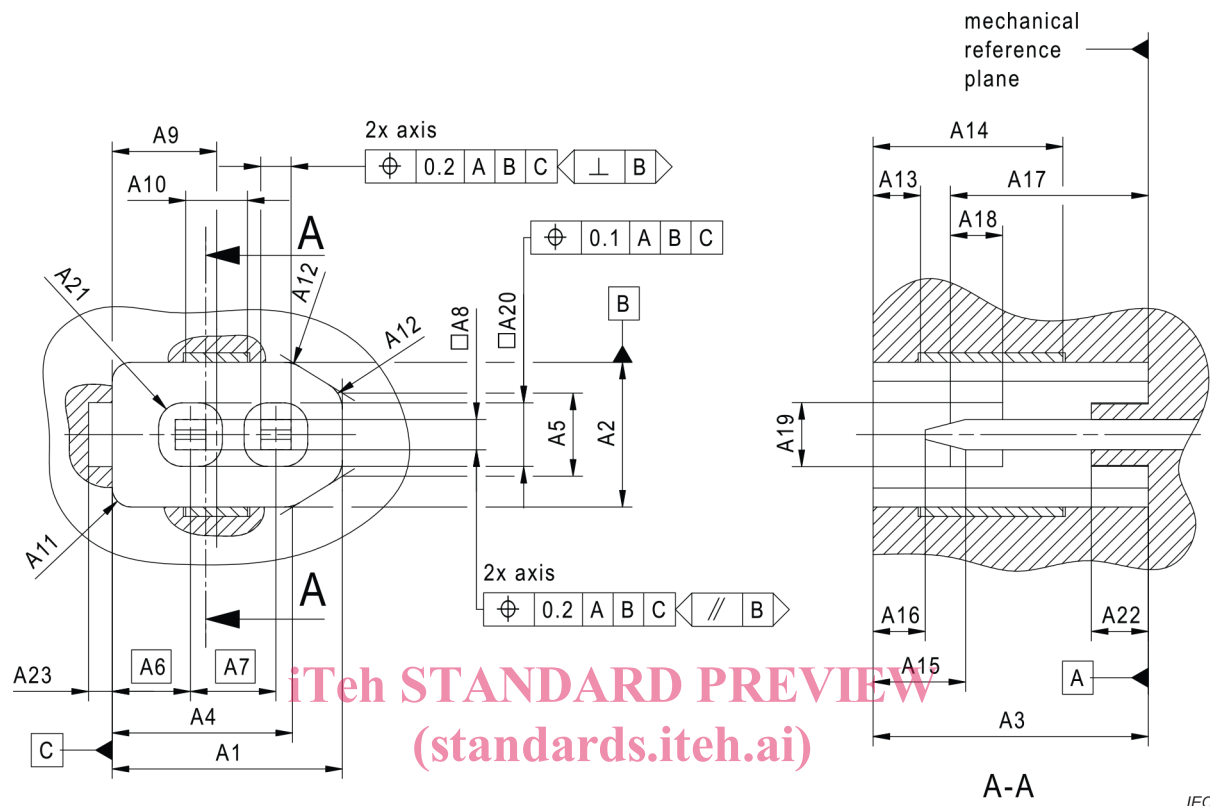 mechanical
reference
plane
A9
2x axis
⌖ 0.2 A B C ⊥ B
A14
A10
A13
A17
A
⌖ 0.1 A B C
A18
A21
A12
A12
□A8
□A20
B
A5
A2
A19
A11
2x axis
⌖ 0.2 A B C // B
A
A16
A22
A6
A7
A23
A15
A
A4
A3
C
A1
iTeh STANDARD PREVIEW
(standards.iteh.ai)
A-A
IEC